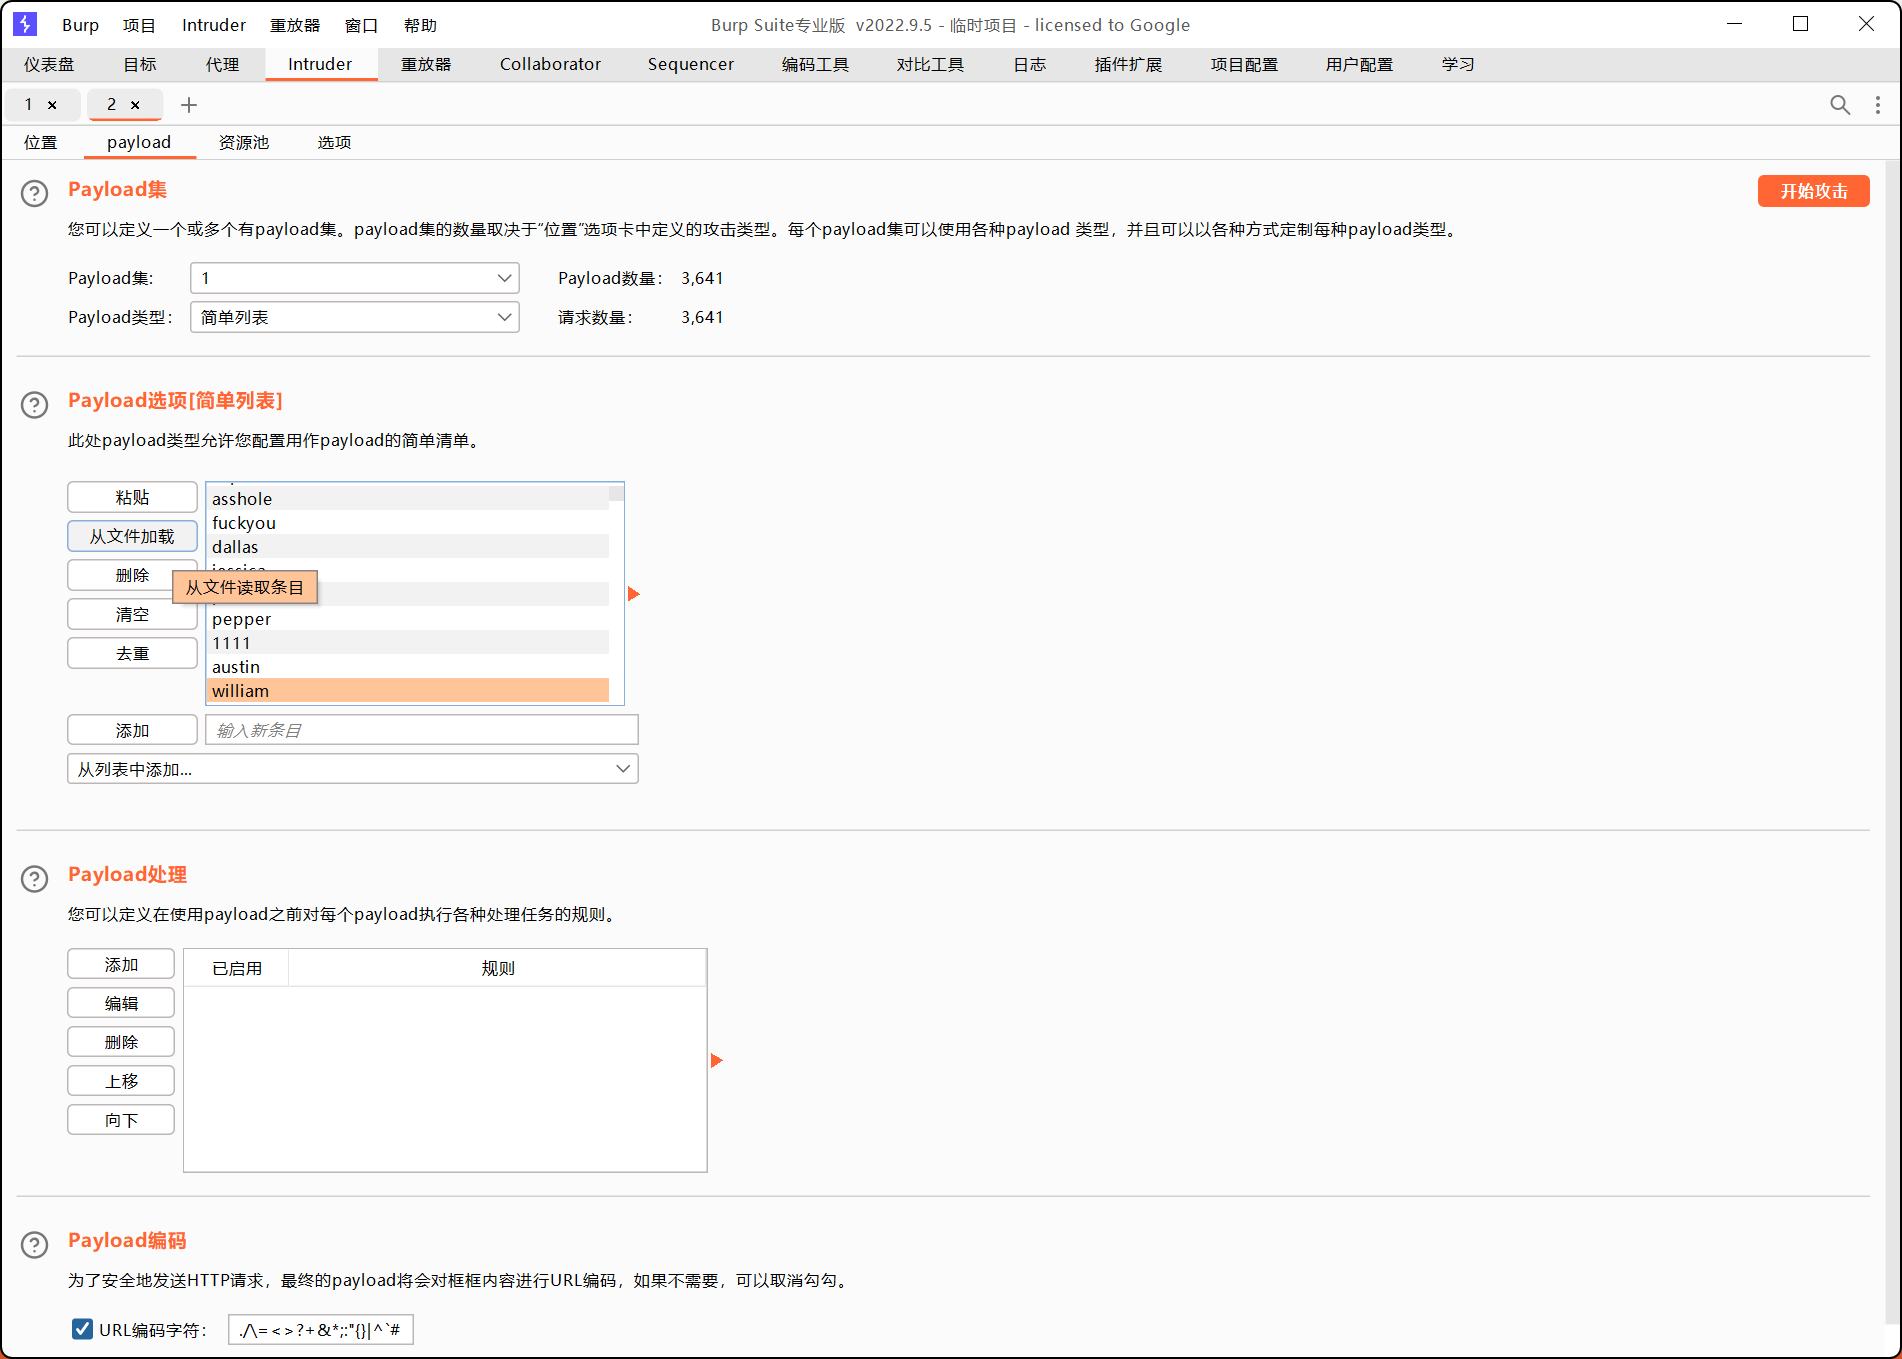 Burp 项目 Intruder 重放器 窗口 帮助 Burp Suite专业版 v2022.9.5 - 临时项目 - licensed to Google
仪表盘 目标 代理 Intruder 重放器 Collaborator Sequencer 编码工具 对比工具 日志 插件扩展 项目配置 用户配置 学习
1 × 2 × +
位置 payload 资源池 选项
Payload集
开始攻击
您可以定义一个或多个有payload集。payload集的数量取决于“位置”选项卡中定义的攻击类型。每个payload集可以使用各种payload 类型，并且可以以各种方式定制每种payload类型。
Payload集: 1 Payload数量： 3,641
Payload类型： 简单列表 请求数量： 3,641
Payload选项[简单列表]
此处payload类型允许您配置用作payload的简单清单。
粘贴
从文件加载
删除
清空
去重
asshole
fuckyou
dallas
jessica
从文件读取条目
pepper
1111
austin
william
添加 输入新条目
从列表中添加...
Payload处理
您可以定义在使用payload之前对每个payload执行各种处理任务的规则。
添加
编辑
删除
上移
向下
已启用 规则
Payload编码
为了安全地发送HTTP请求，最终的payload将会对框框内容进行URL编码，如果不需要，可以取消勾勾。
URL编码字符： ./\=<>?+&*;:"{}|^`#